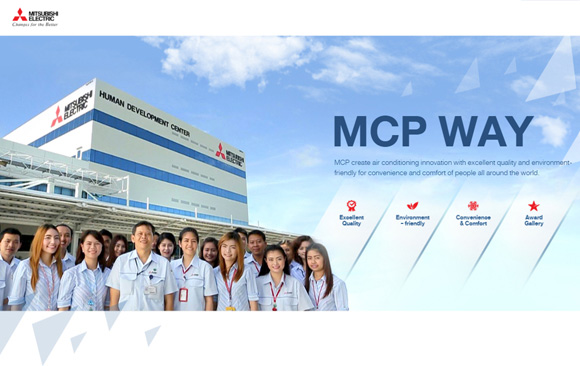 MITSUBISHI
ELECTRIC
Changes for the Better
MITSUBISHI
ELECTRIC
HUMAN DEVELOPMENT CENTER
MITSUBISHI
ELECTRIC
MCP WAY
MCP create air conditioning innovation with excellent quality and environment-
friendly for convenience and comfort of people all around the world.
Excellent
Quality
Environment
- friendly
Convenience
& Comfort
Award
Gallery